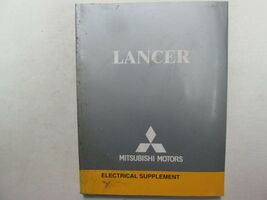 LANCER
MITSUBISHI MOTORS
ELECTRICAL SUPPLEMENT